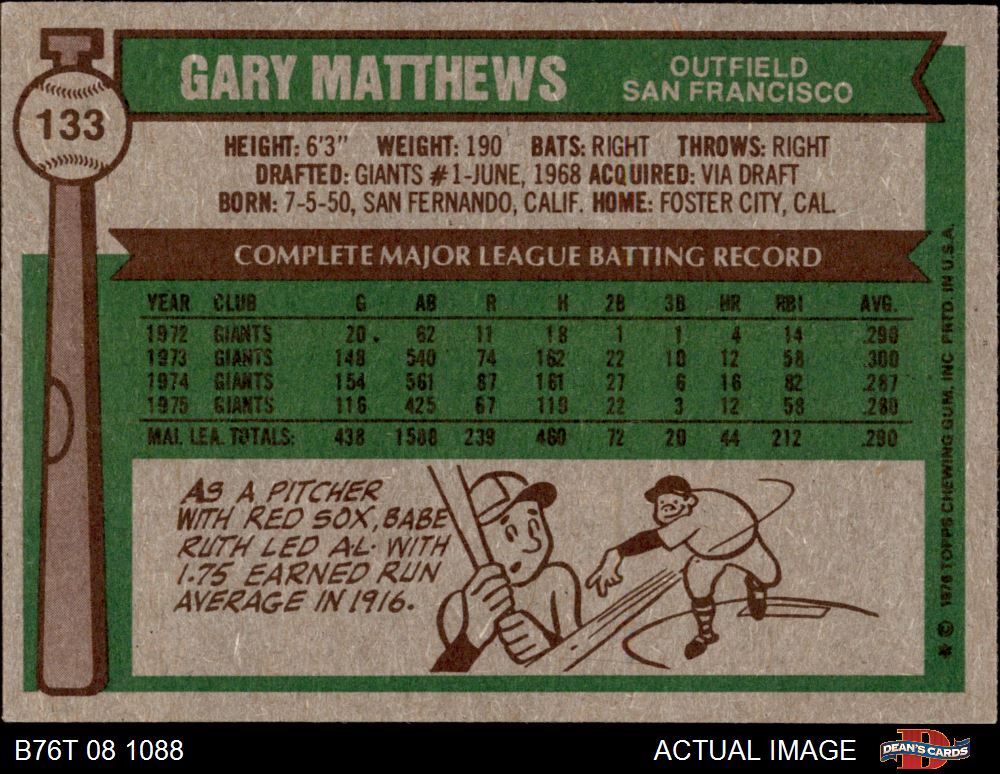 133
GARY MATTHEWS
OUTFIELD
SAN FRANCISCO
HEIGHT: 6'3" WEIGHT: 190 BATS: RIGHT THROWS: RIGHT
DRAFTED: GIANTS #1-JUNE, 1968 ACQUIRED: VIA DRAFT
BORN: 7-5-50, SAN FERNANDO, CALIF. HOME: FOSTER CITY, CAL.
COMPLETE MAJOR LEAGUE BATTING RECORD
YEAR CLUB G AB R H 2B 3B HR RBI AVG.
1972 GIANTS 20 62 11 18 1 1 4 14 .290
1973 GIANTS 148 540 74 162 22 10 12 58 .300
1974 GIANTS 154 561 87 161 27 6 16 82 .287
1975 GIANTS 116 425 67 119 22 3 12 58 .280
MAJ. LEA. TOTALS: 438 1588 239 460 72 20 44 212 .290
AS A PITCHER
WITH RED SOX, BABE
RUTH LED A.L. WITH
1.75 EARNED RUN
AVERAGE IN 1916.
* © 1976 TOPPS CHEWING GUM, INC. PRTD. IN U.S.A.
B76T 08 1088
ACTUAL IMAGE
DEAN'S CARDS